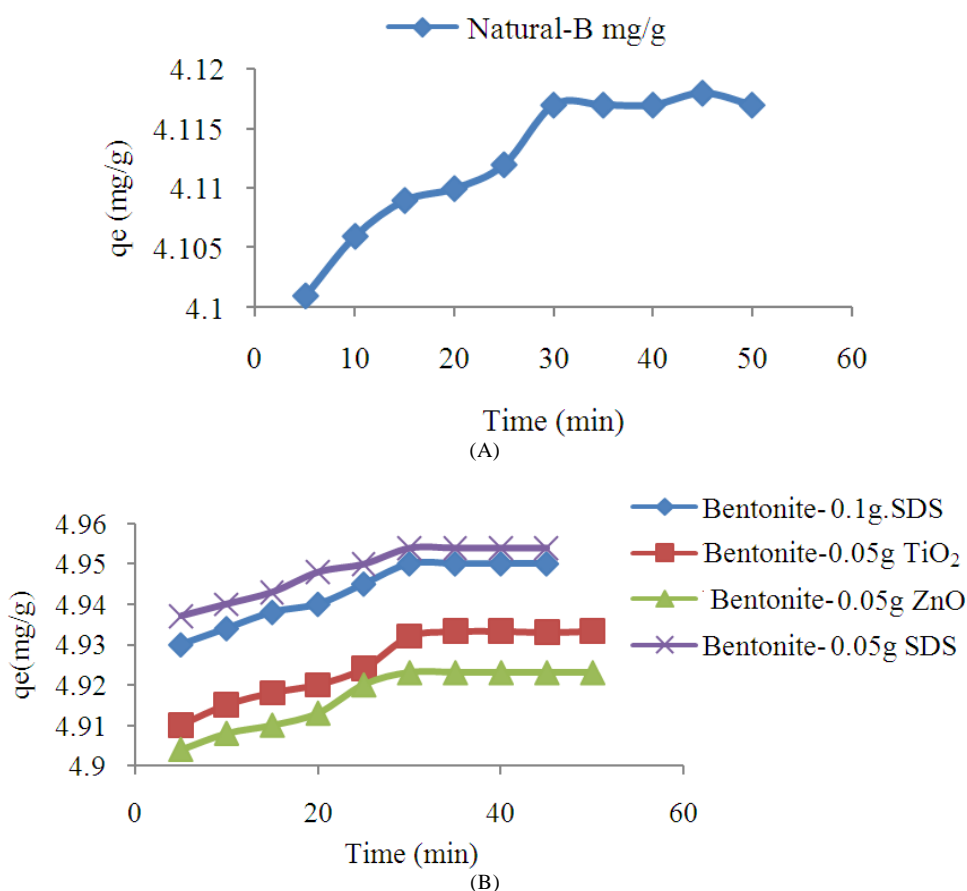 Natural-B mg/g
4.12
4.115
4.11
4.105
4.1
qe (mg/g)
0 10 20 30 40 50 60
Time (min)
(A)
Bentonite- 0.1g.SDS
Bentonite-0.05g TiO₂
Bentonite- 0.05g ZnO
Bentonite-0.05g SDS
4.96
4.95
4.94
4.93
4.92
4.91
4.9
qe(mg/g)
0 20 40 60
Time (min)
(B)